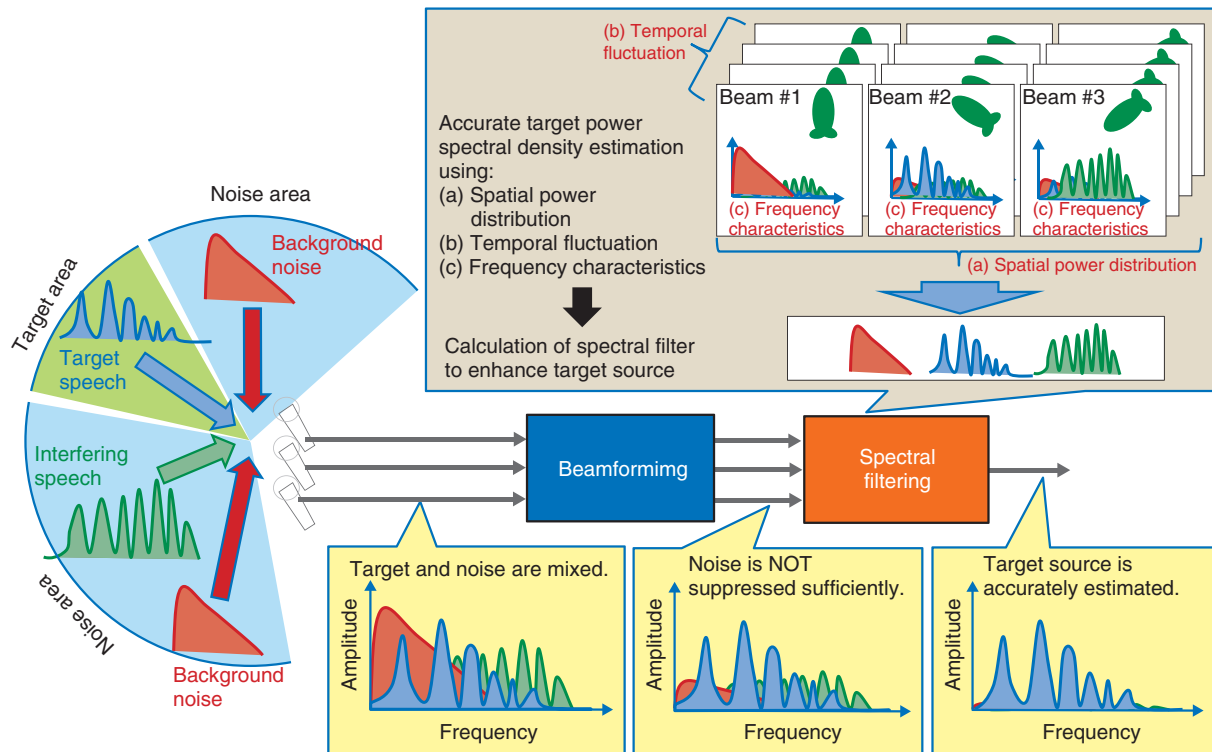 (b) Temporal
fluctuation
Beam #1
Beam #2
Beam #3
Accurate target power
spectral density estimation
using:
(a) Spatial power
distribution
(b) Temporal fluctuation
(c) Frequency characteristics
(c) Frequency
characteristics
(c) Frequency
characteristics
(c) Frequency
characteristics
(a) Spatial power distribution
Calculation of spectral filter
to enhance target source
Noise area
Background
noise
Target area
Target
speech
Interfering
speech
Noise area
Background
noise
Beamformimg
Spectral
filtering
Target and noise are mixed.
Amplitude
Frequency
Noise is NOT
suppressed sufficiently.
Amplitude
Frequency
Target source is
accurately estimated.
Amplitude
Frequency